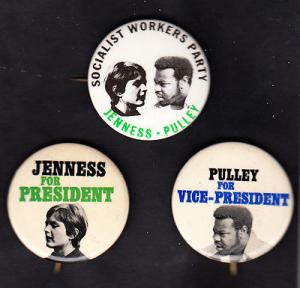 SOCIALIST WORKERS PARTY
JENNESS - PULLEY
JENNESS
FOR
PRESIDENT
PULLEY
FOR
VICE-PRESIDENT